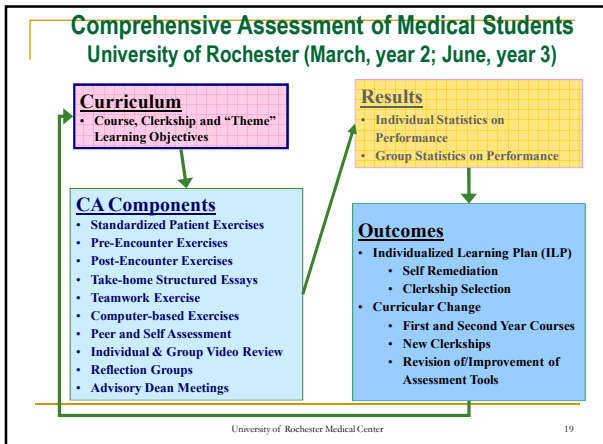 Comprehensive Assessment of Medical Students
University of Rochester (March, year 2; June, year 3)
Curriculum
• Course, Clerkship and “Theme”
Learning Objectives
CA Components
• Standardized Patient Exercises
• Pre-Encounter Exercises
• Post-Encounter Exercises
• Take-home Structured Essays
• Teamwork Exercise
• Computer-based Exercises
• Peer and Self Assessment
• Individual & Group Video Review
• Reflection Groups
• Advisory Dean Meetings
Results
• Individual Statistics on
Performance
• Group Statistics on Performance
Outcomes
• Individualized Learning Plan (ILP)
• Self Remediation
• Clerkship Selection
• Curricular Change
• First and Second Year Courses
• New Clerkships
• Revision of/Improvement of
Assessment Tools
University of Rochester Medical Center 19